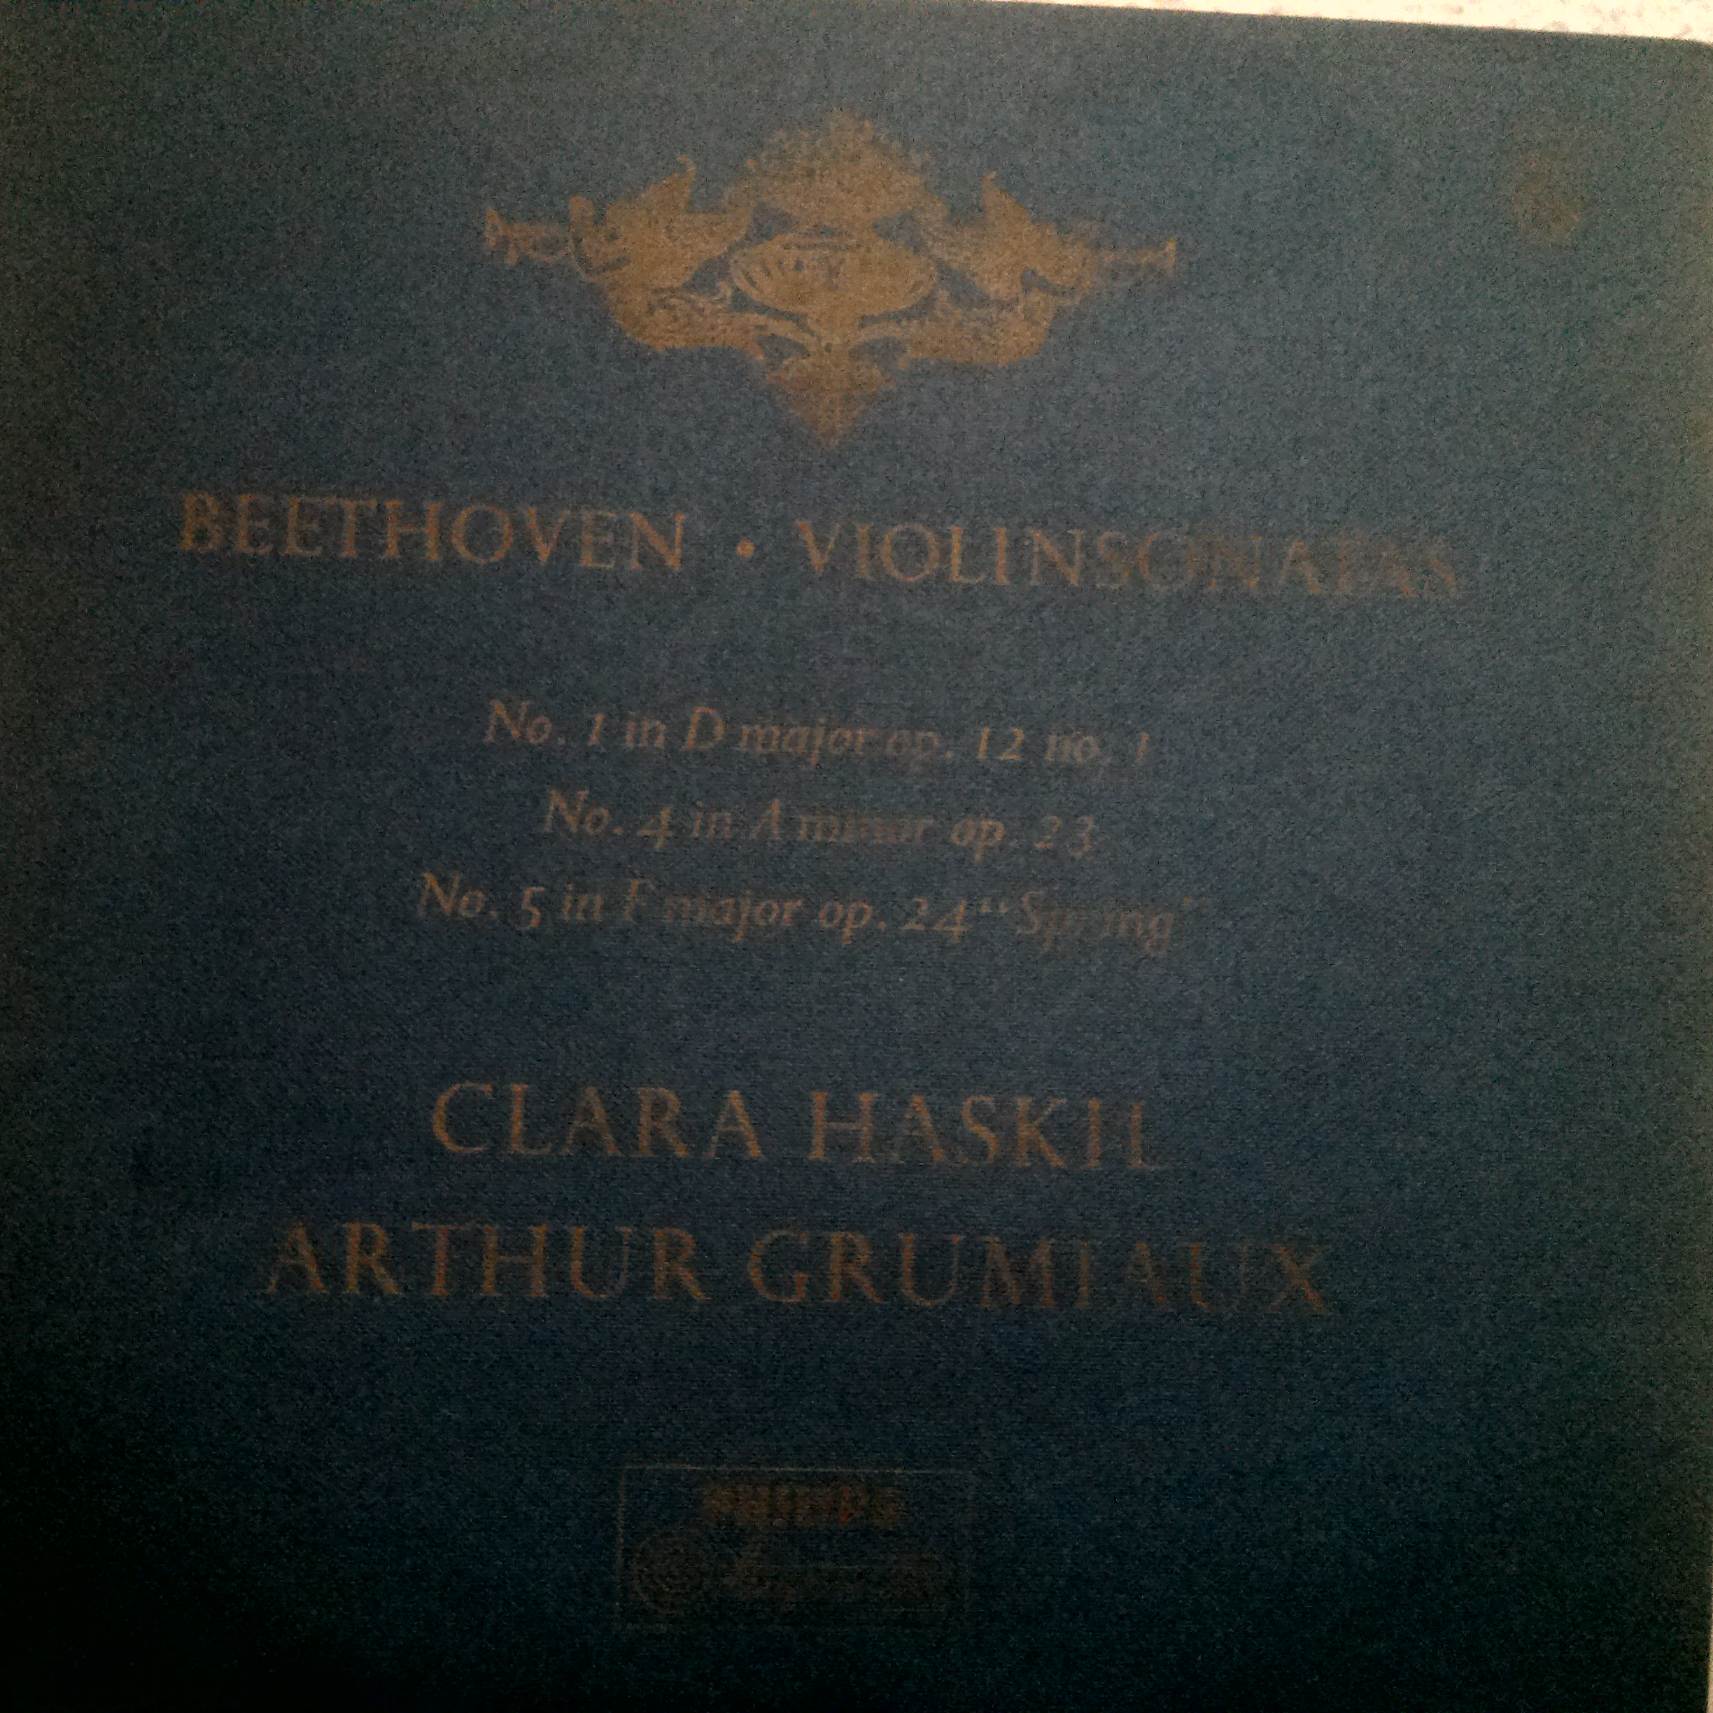 BEETHOVEN • VIOLINSONATAS
No. 1 in D major op. 12 no. 1
No. 4 in A minor op. 23
No. 5 in F major op. 24 “Spring”
CLARA HASKIL
ARTHUR GRUMIAUX
PHILIPS